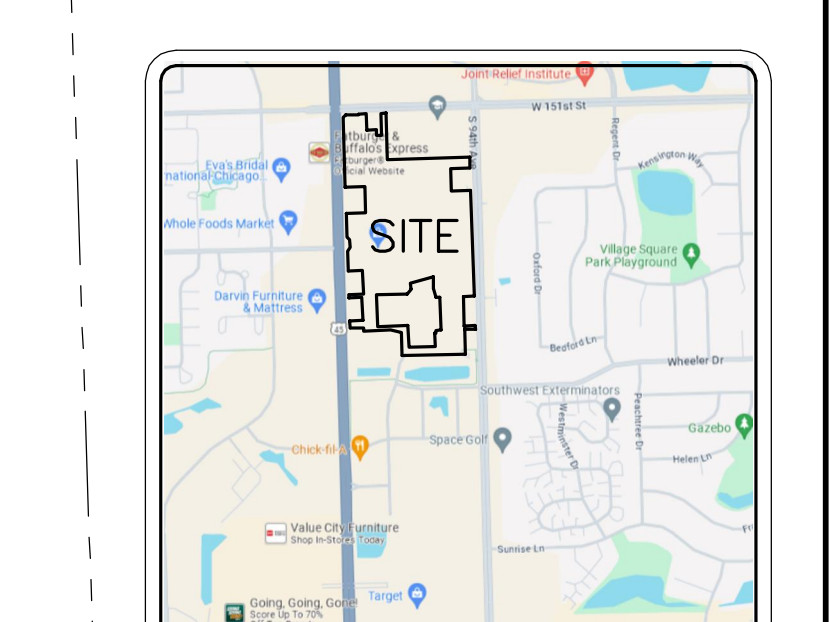 Joint Relief Institute
W 151st St
S 94th Ave
Regent Dr
Fatburger &
Buffalo's Express
Fatburger®
Official Website
Kensington Way
Eva's Bridal
national-Chicago...
Whole Foods Market
SITE
Village Square
Park Playground
Oxford Dr
Darvin Furniture
& Mattress
45
Bedford Ln
Wheeler Dr
Southwest Exterminators
Peachtree Dr
Westminster Dr
Gazebo
Space Golf
Chick-fil-A
Helen Ln
Value City Furniture
Shop In-Stores Today
Fri
Sunrise Ln
Target
Going, Going, Gone!
Score Up To 70%